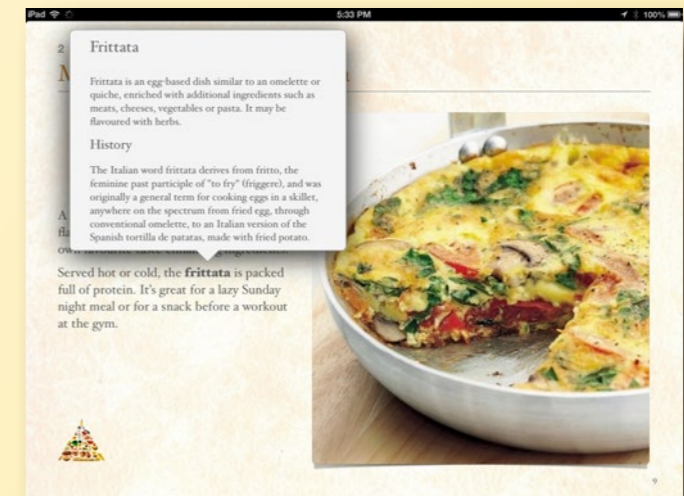 iPad
5:33 PM
100%
2
Frittata
Frittata is an egg-based dish similar to an omelette or
quiche, enriched with additional ingredients such as
meats, cheeses, vegetables or pasta. It may be
flavoured with herbs.
History
The Italian word frittata derives from fritto, the
feminine past participle of "to fry" (friggere), and was
originally a general term for cooking eggs in a skillet,
anywhere on the spectrum from fried egg, through
conventional omelette, to an Italian version of the
Spanish tortilla de patatas, made with fried potato.
Served hot or cold, the frittata is packed
full of protein. It's great for a lazy Sunday
night meal or for a snack before a workout
at the gym.
9